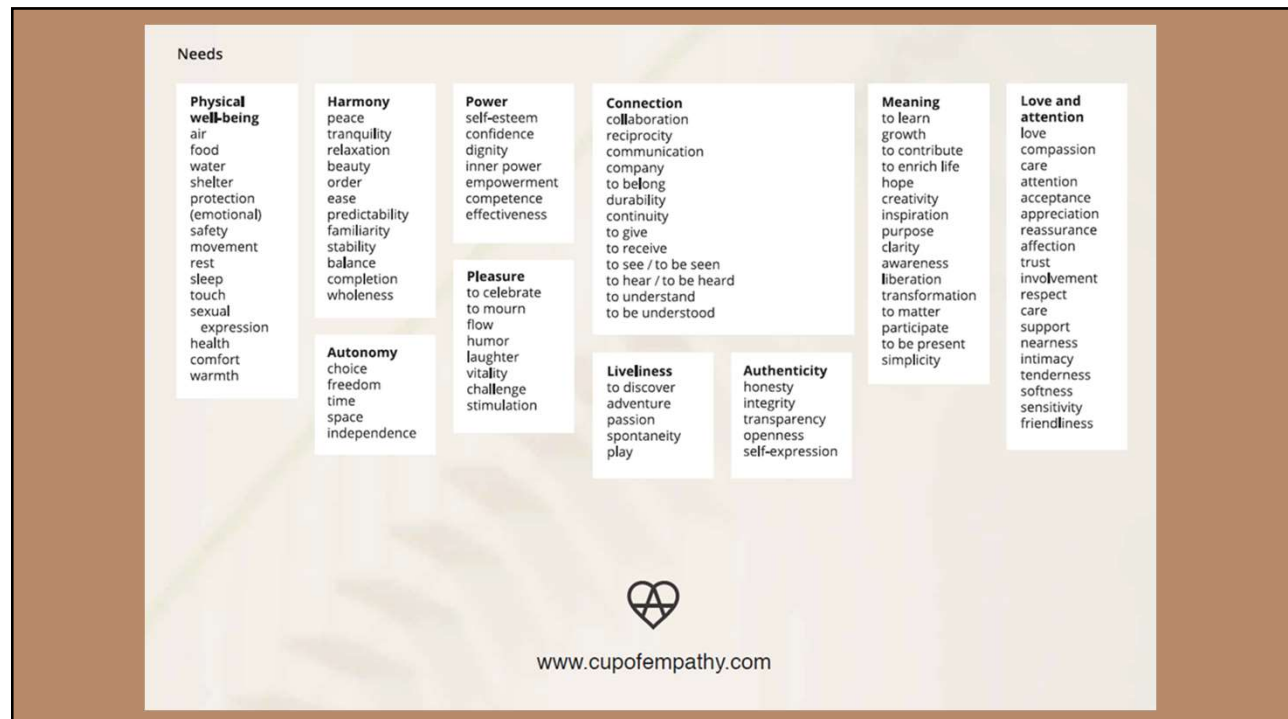 Needs
Physical
well-being
air
food
water
shelter
protection
(emotional)
safety
movement
rest
sleep
touch
sexual
expression
health
comfort
warmth
Harmony
peace
tranquility
relaxation
beauty
order
ease
predictability
familiarity
stability
balance
completion
wholeness
Autonomy
choice
freedom
time
space
independence
Power
self-esteem
confidence
dignity
inner power
empowerment
competence
effectiveness
Pleasure
to celebrate
to mourn
flow
humor
laughter
vitality
challenge
stimulation
Connection
collaboration
reciprocity
communication
company
to belong
durability
continuity
to give
to receive
to see / to be seen
to hear / to be heard
to understand
to be understood
Liveliness
to discover
adventure
passion
spontaneity
play
Authenticity
honesty
integrity
transparency
openness
self-expression
Meaning
to learn
growth
to contribute
to enrich life
hope
creativity
inspiration
purpose
clarity
awareness
liberation
transformation
to matter
participate
to be present
simplicity
Love and
attention
love
compassion
care
attention
acceptance
appreciation
reassurance
affection
trust
involvement
respect
care
support
nearness
intimacy
tenderness
softness
sensitivity
friendliness
www.cupofempathy.com